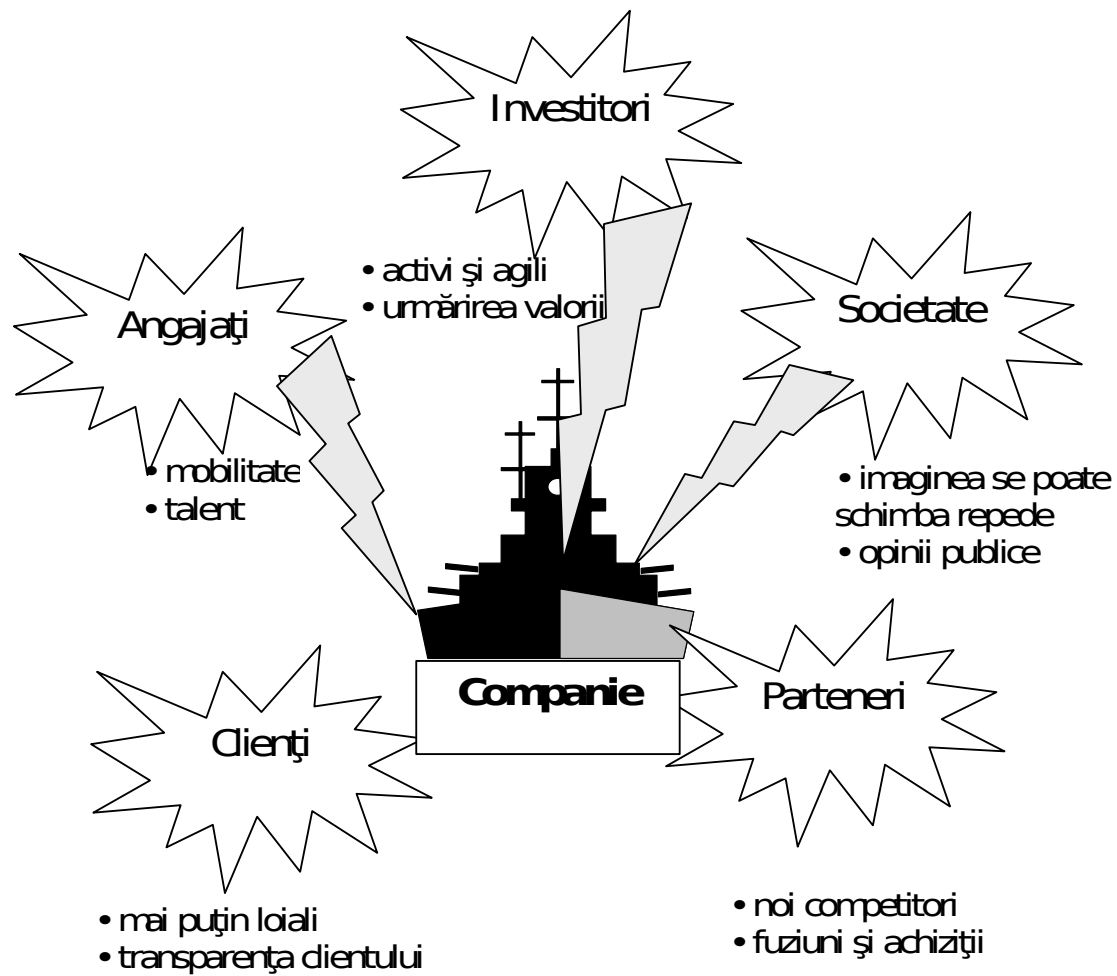 Investitori
• activi şi agili
• urmărirea valorii
Angajaţi
• mobilitate
• talent
Societate
• imaginea se poate
schimba repede
• opinii publice
Companie
Clienţi
• mai puţin loiali
• transparenţa clientului
Parteneri
• noi competitori
• fuziuni şi achiziţii